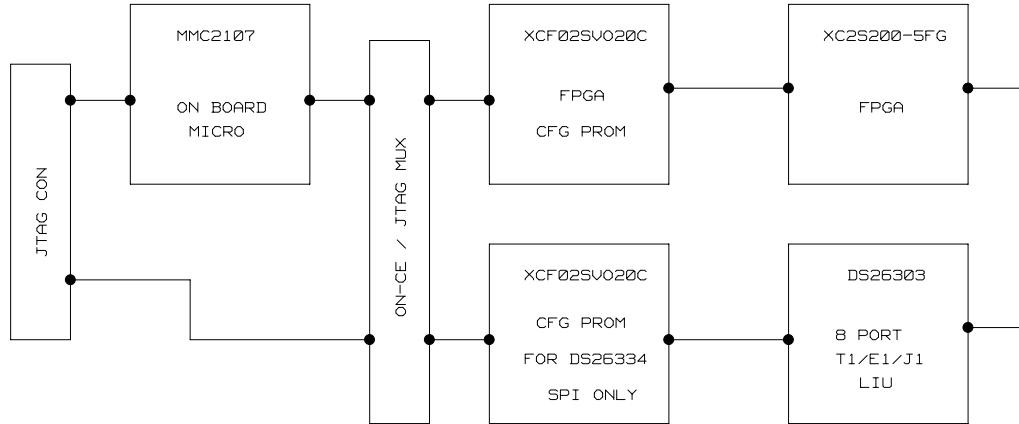 MMC2107
ON BOARD
MICRO
XCF02SVO20C
FPGA
CFG PROM
XC2S200-5FG
FPGA
JTAG CON
ON-CE / JTAG MUX
XCF02SVO20C
CFG PROM
FOR DS26334
SPI ONLY
DS26303
8 PORT
T1/E1/J1
LIU